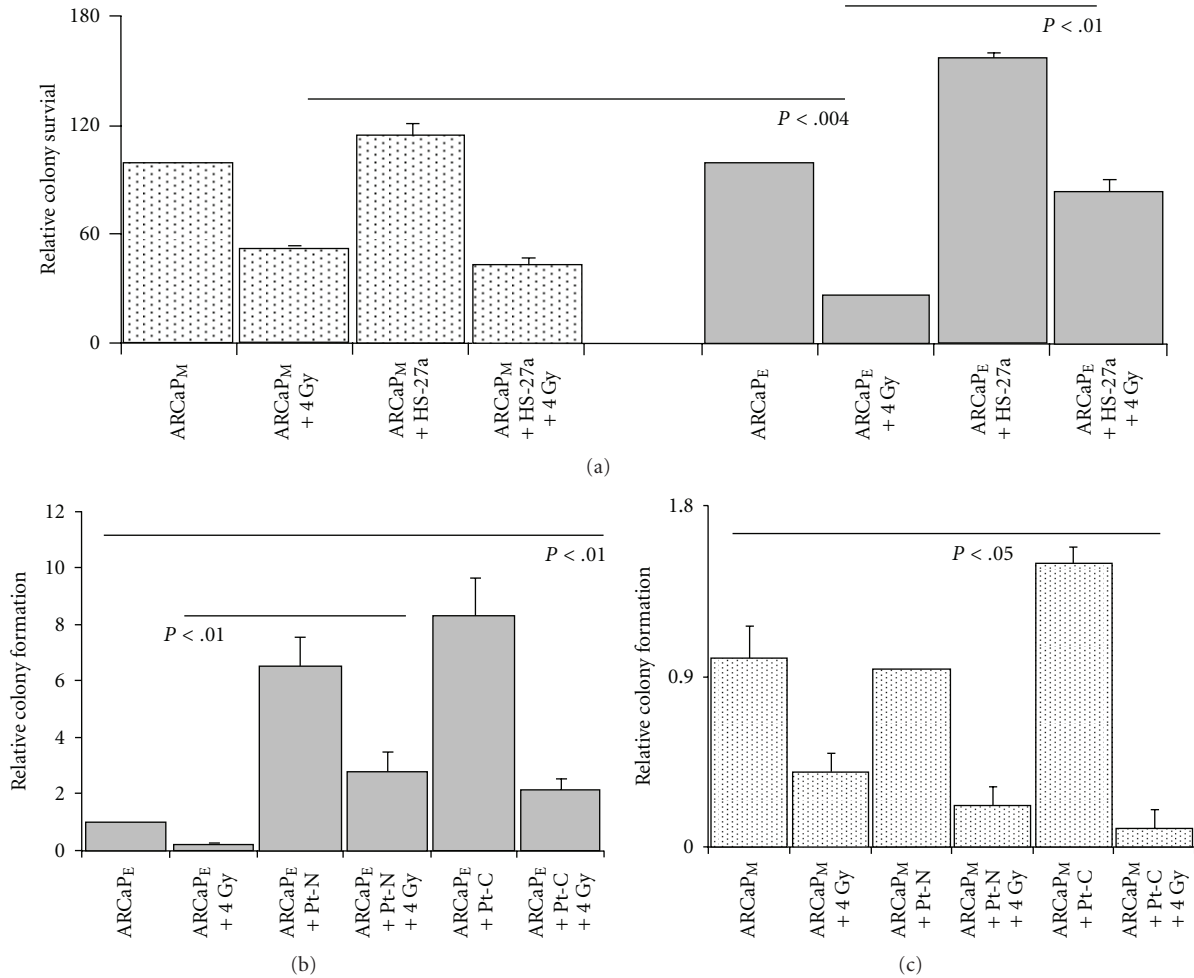 180
120
60
0
Relative colony survial
P < .01
P < .004
ARCaPM
ARCaPM
+ 4 Gy
ARCaPM
+ HS-27a
ARCaPM
+ HS-27a
+ 4 Gy
ARCaPE
ARCaPE
+ 4 Gy
ARCaPE
+ HS-27a
ARCaPE
+ HS-27a
+ 4 Gy
(a)
12
10
8
6
4
2
0
Relative colony formation
P < .01
P < .01
ARCaPE
ARCaPE
+ 4 Gy
ARCaPE
+ Pt-N
ARCaPE
+ Pt-N
+ 4 Gy
ARCaPE
+ Pt-C
ARCaPE
+ Pt-C
+ 4 Gy
(b)
1.8
0.9
0
Relative colony formation
P < .05
ARCaPM
ARCaPM
+ 4 Gy
ARCaPM
+ Pt-N
ARCaPM
+ Pt-N
+ 4 Gy
ARCaPM
+ Pt-C
ARCaPM
+ Pt-C
+ 4 Gy
(c)